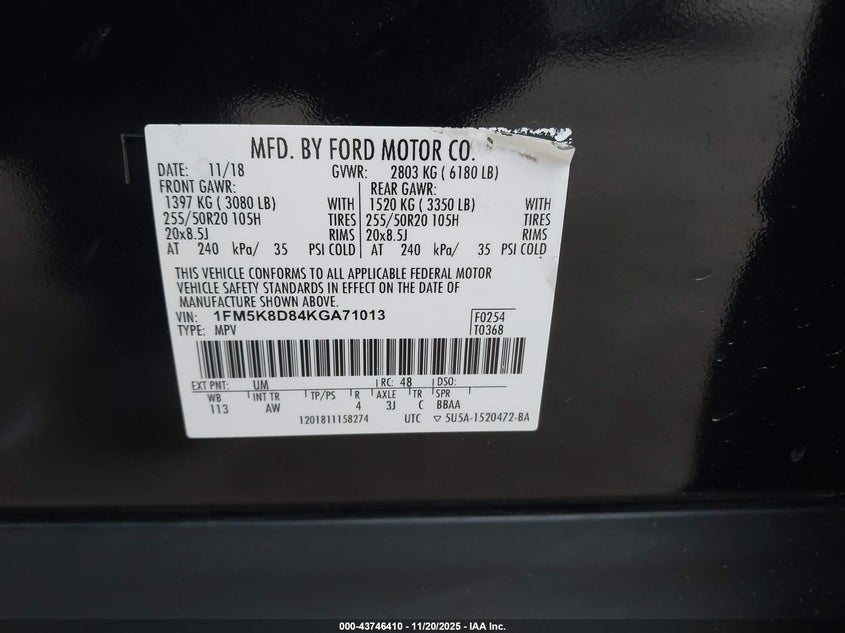 MFD. BY FORD MOTOR CO.
DATE: 11/18 GVWR: 2803 KG ( 6180 LB)
FRONT GAWR: REAR GAWR:
1397 KG ( 3080 LB) WITH 1520 KG ( 3350 LB) WITH
255/50R20 105H TIRES 255/50R20 105H TIRES
20x8.5J RIMS 20x8.5J RIMS
AT 240 kPa/ 35 PSI COLD AT 240 kPa/ 35 PSI COLD
THIS VEHICLE CONFORMS TO ALL APPLICABLE FEDERAL MOTOR
VEHICLE SAFETY STANDARDS IN EFFECT ON THE DATE OF
MANUFACTURE SHOWN ABOVE.
VIN: 1FM5K8D84KGA71013 F0254
TYPE: MPV T0368
EXT PNT: UM RC: 48 DSO:
WB INT TR TP/PS R AXLE TR SPR
113 AW 4 3J C BBAA
1201811158274 UTC ▽ 5U5A-1520472-BA
000-43746410 - 11/20/2025 - IAA Inc.